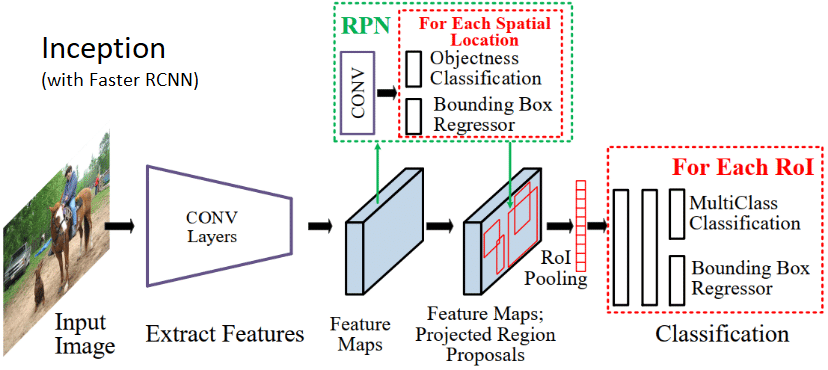 Inception
(with Faster RCNN)
RPN
For Each Spatial
Location
CONV
Objectness
Classification
Bounding Box
Regressor
CONV
Layers
For Each RoI
MultiClass
Classification
Bounding Box
Regressor
RoI
Pooling
Input
Image
Extract Features
Feature
Maps
Feature Maps;
Projected Region
Proposals
Classification